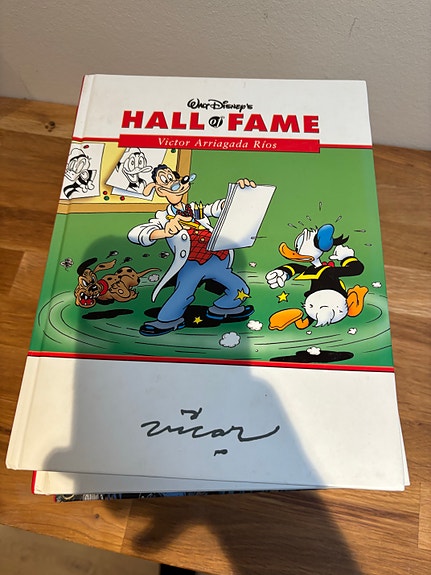 Walt Disney's
HALL OF FAME
Victor Arriagada Ríos
Vicar